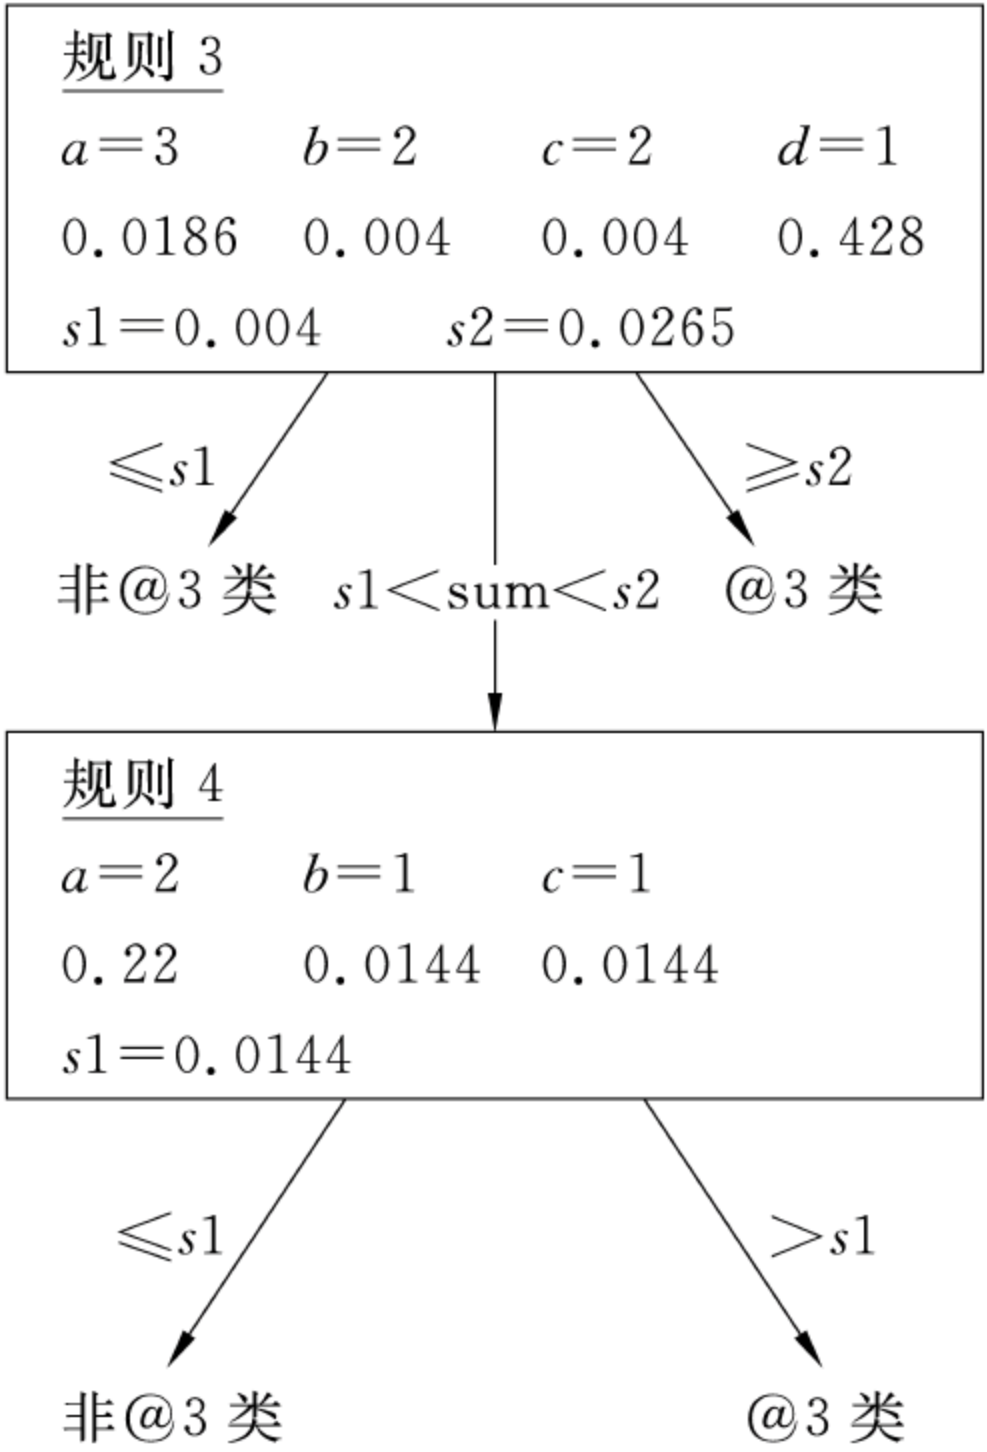 规则 3
a=3 b=2 c=2 d=1
0.0186 0.004 0.004 0.428
s1=0.004 s2=0.0265
≤s1 ≥s2
非@3 类 s1<sum<s2 @3 类
规则 4
a=2 b=1 c=1
0.22 0.0144 0.0144
s1=0.0144
≤s1 >s1
非@3 类 @3 类